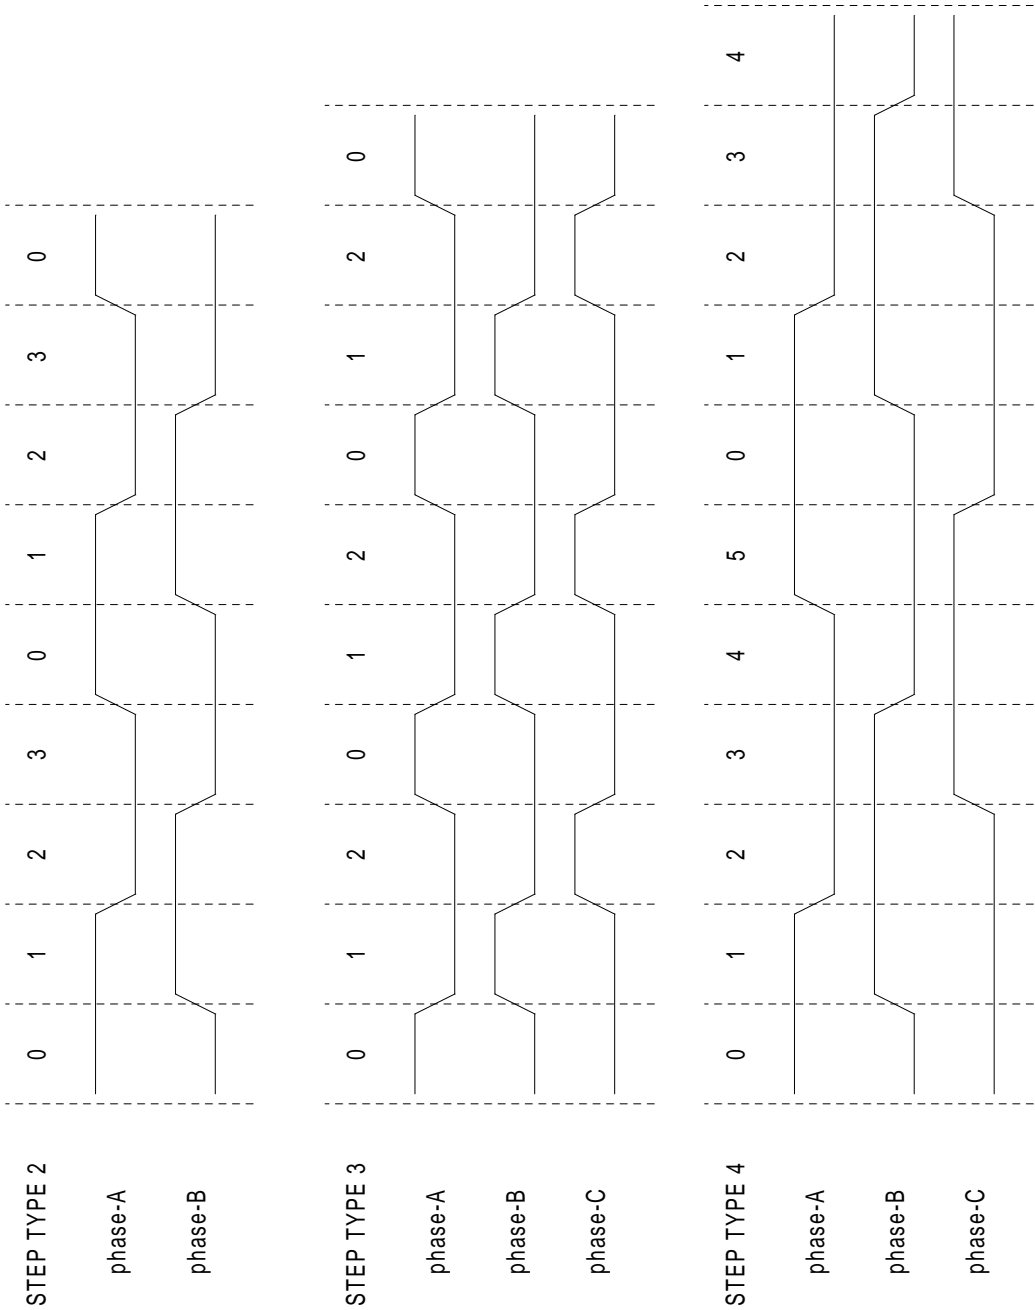 STEP TYPE 2 0 1 2 3 0 1 2 3 0
phase-A
phase-B
STEP TYPE 3 0 1 2 0 1 2 0 1 2 0
phase-A
phase-B
phase-C
STEP TYPE 4 0 1 2 3 4 5 0 1 2 3 4
phase-A
phase-B
phase-C